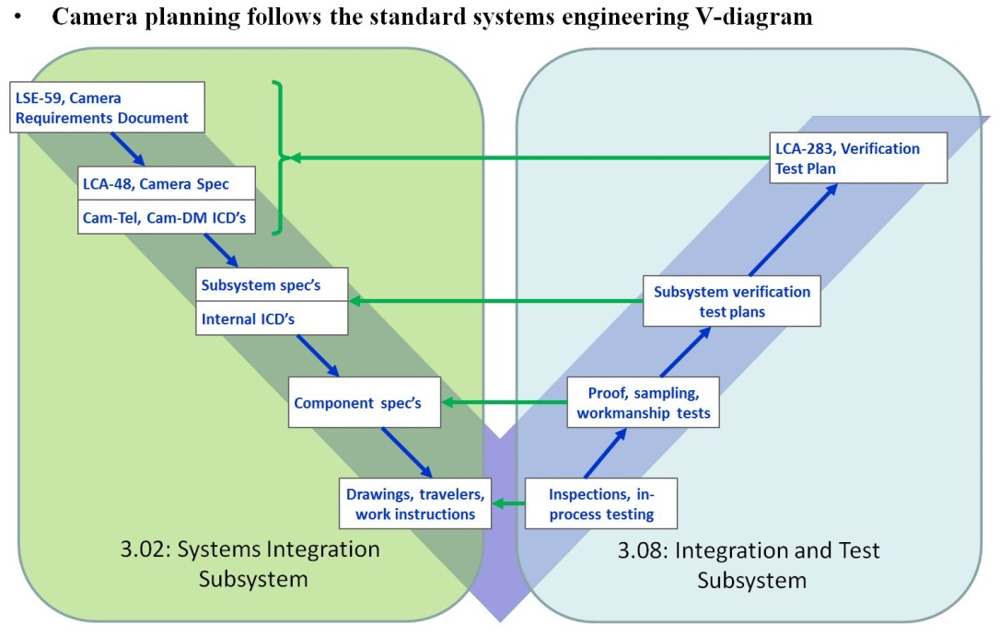 • Camera planning follows the standard systems engineering V-diagram
LSE-59, Camera
Requirements Document
LCA-48, Camera Spec
Cam-Tel, Cam-DM ICD’s
Subsystem spec’s
Internal ICD’s
Component spec’s
Drawings, travelers,
work instructions
3.02: Systems Integration
Subsystem
LCA-283, Verification
Test Plan
Subsystem verification
test plans
Proof, sampling,
workmanship tests
Inspections, in-
process testing
3.08: Integration and Test
Subsystem